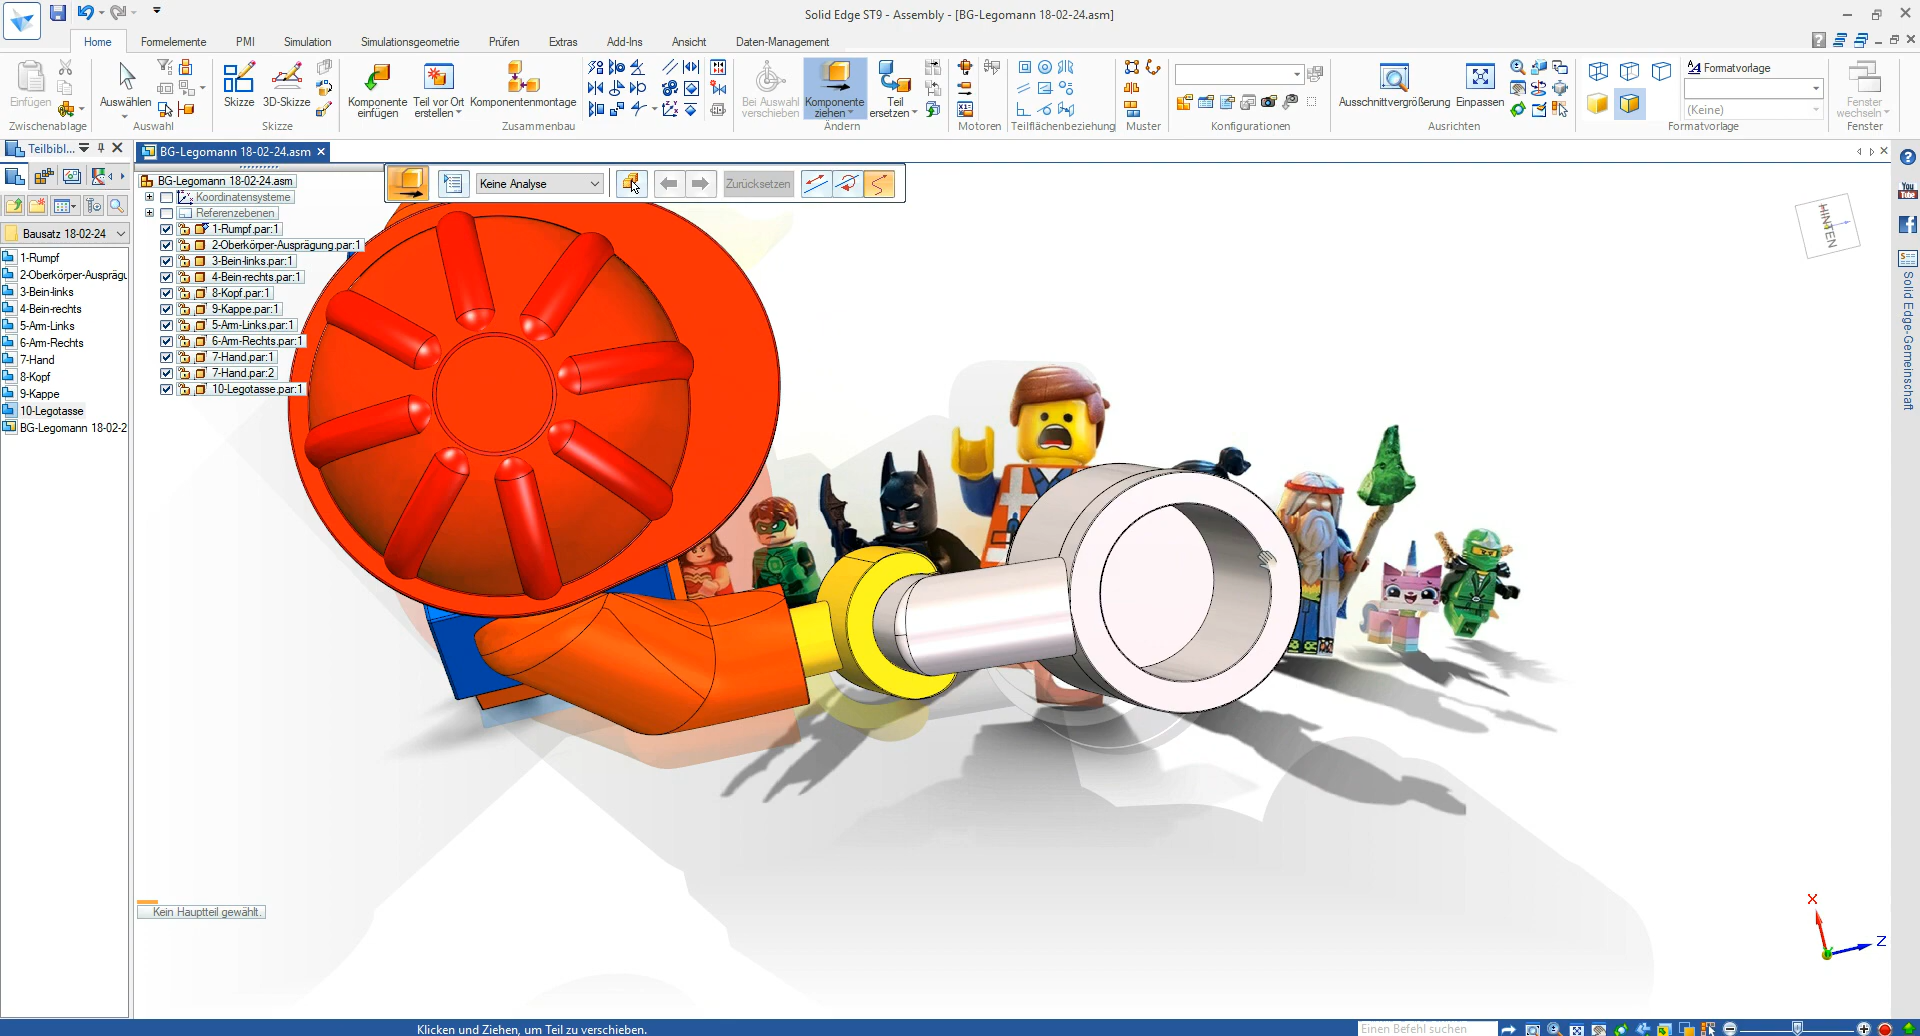 Solid Edge ST9 - Assembly - [BG-Legomann 18-02-24.asm]
Home Formelemente PMI Simulation Simulationsgeometrie Prüfen Extras Add-Ins Ansicht Daten-Management
Einfügen
Zwischenablage
Auswählen
Auswahl
Skizze 3D-Skizze
Skizze
Komponente einfügen
Teil vor Ort erstellen
Komponentenmontage
Zusammenbau
Bei Auswahl verschieben
Komponente ziehen
Teil ersetzen
Ändern
Motoren
Teilflächenbeziehung
Muster
Konfigurationen
Ausschnittvergrößerung Einpassen
Ausrichten
Formatvorlage
(Keine)
Formatvorlage
Fenster wechseln
Fenster
Teilbibl...
BG-Legomann 18-02-24.asm
Bausatz 18-02-24
1-Rumpf
2-Oberkörper-Ausprägu
3-Bein-links
4-Bein-rechts
5-Arm-Links
6-Arm-Rechts
7-Hand
8-Kopf
9-Kappe
10-Legotasse
BG-Legomann 18-02-2
BG-Legomann 18-02-24.asm
Koordinatensysteme
Referenzebenen
1-Rumpf.par:1
2-Oberkörper-Ausprägung.par:1
3-Bein-links.par:1
4-Bein-rechts.par:1
8-Kopf.par:1
9-Kappe.par:1
5-Arm-Links.par:1
6-Arm-Rechts.par:1
7-Hand.par:1
7-Hand.par:2
10-Legotasse.par:1
Keine Analyse
Zurücksetzen
HINTEN
You
Tube
Solid Edge-Gemeinschaft
Kein Hauptteil gewählt.
X
Z
Klicken und Ziehen, um Teil zu verschieben.
Einen Befehl suchen